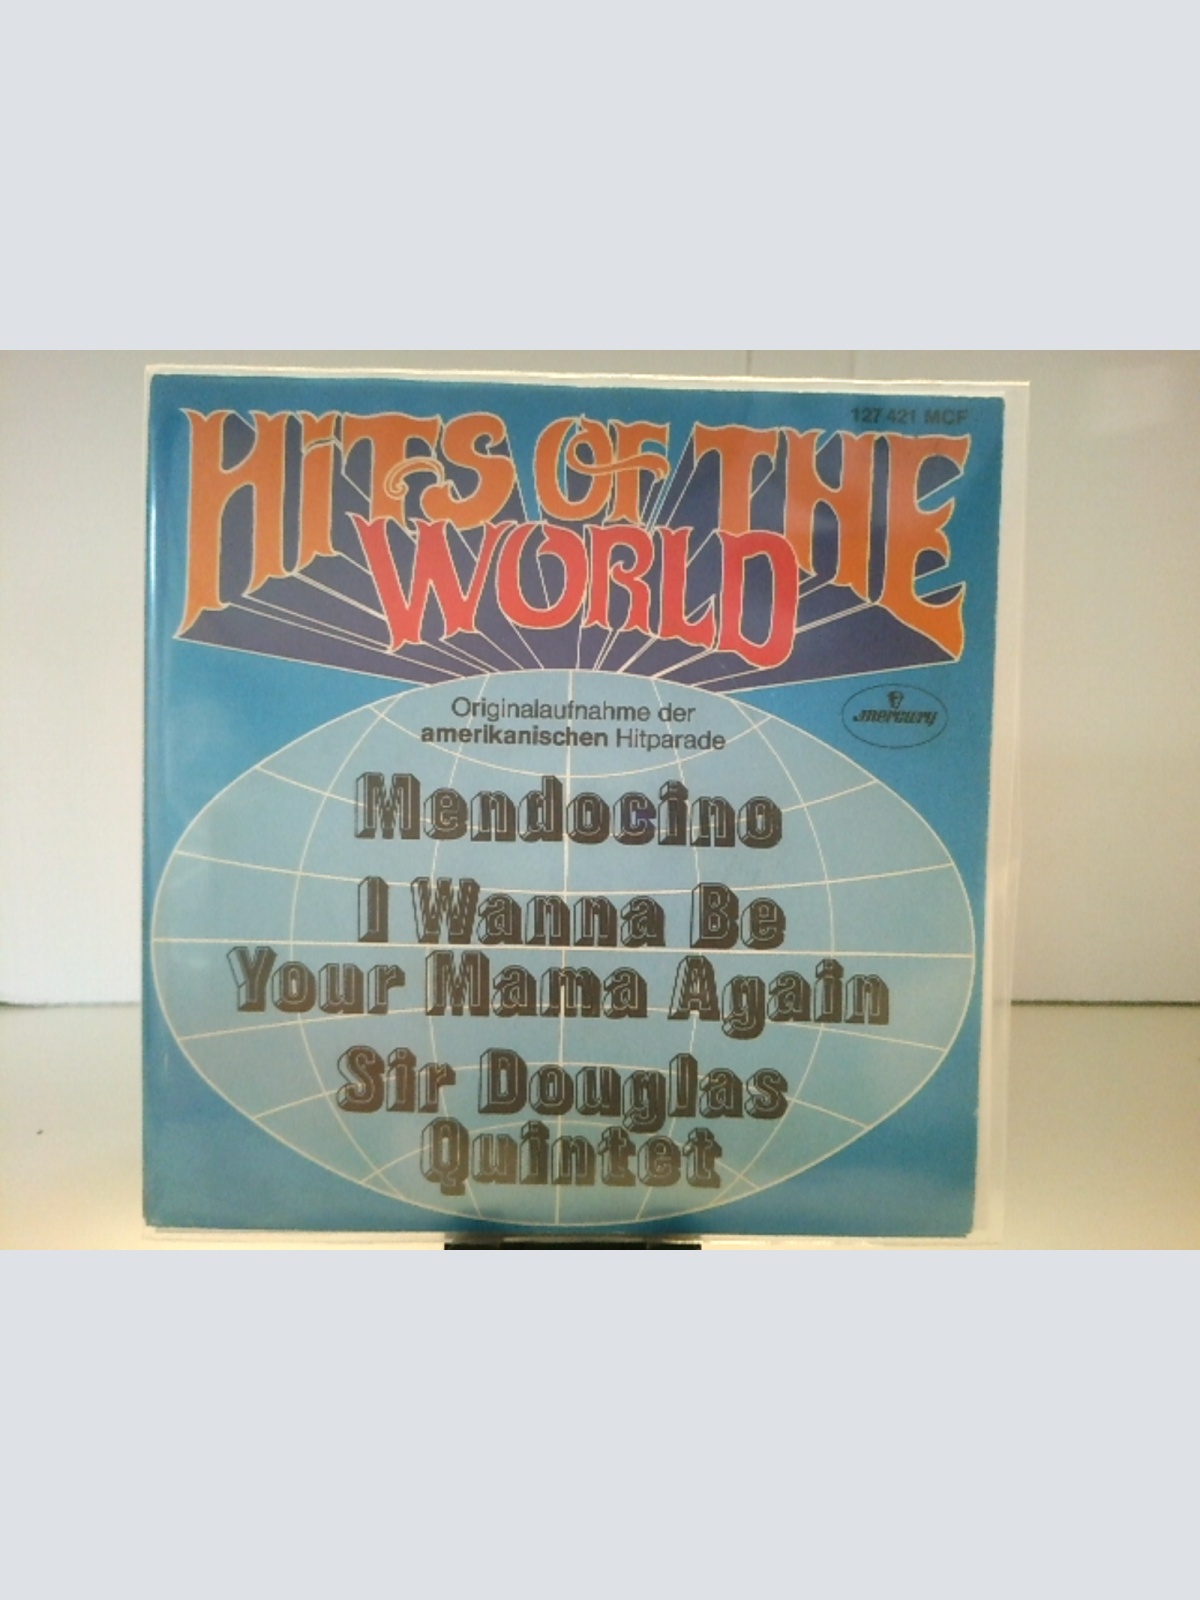 127 421 MCF
HiTS OF THE
WORLD
Originalaufnahme der
amerikanischen Hitparade
mercury
Mendocino
I Wanna Be
Your Mama Again
Sir Douglas
Quintet